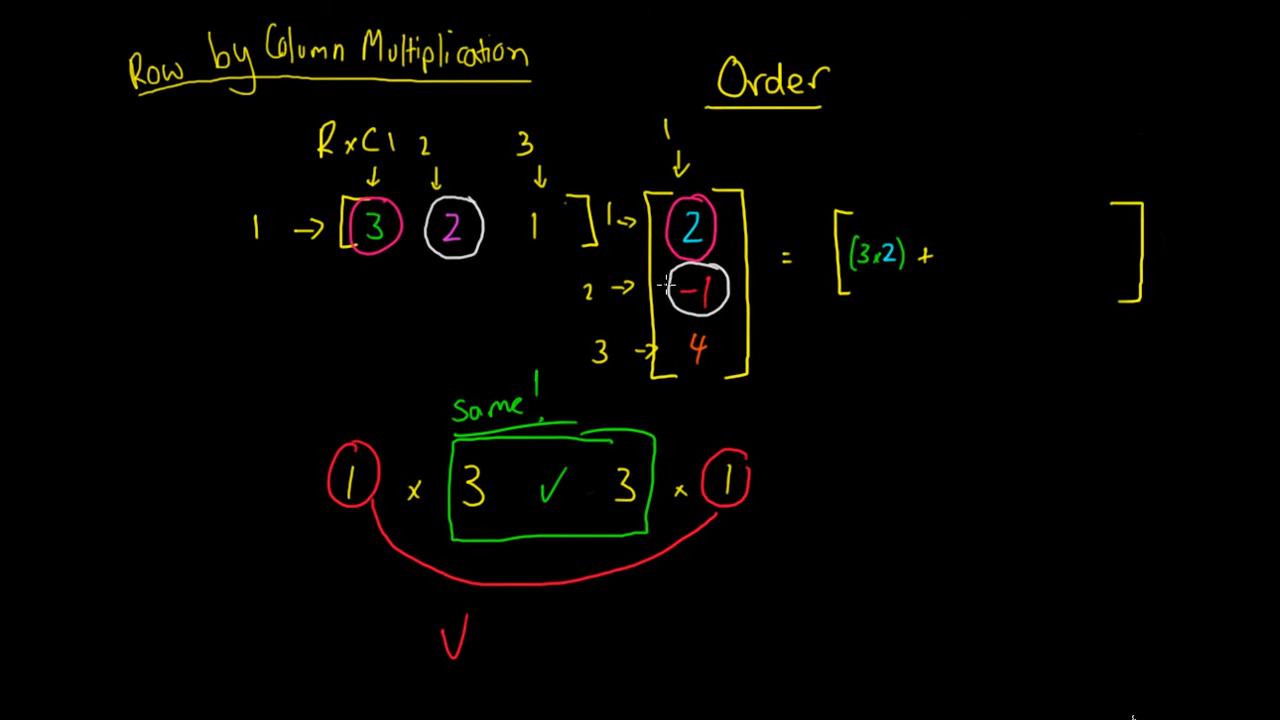 Row by Column Multiplication
Order
R x C 1 2 3 1
1 → [3 2 1] 1 → [2
2 → -1
3 → 4] = [(3x2) + ]
Same!
1 x 3 ✓ 3 x 1
✓